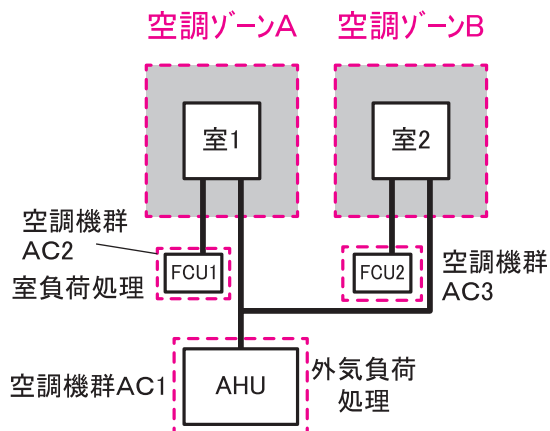 空調ゾーンA
空調ゾーンB
室1
室2
空調機群
AC2
室負荷処理
FCU1
FCU2
空調機群
AC3
空調機群AC1
AHU
外気負荷
処理